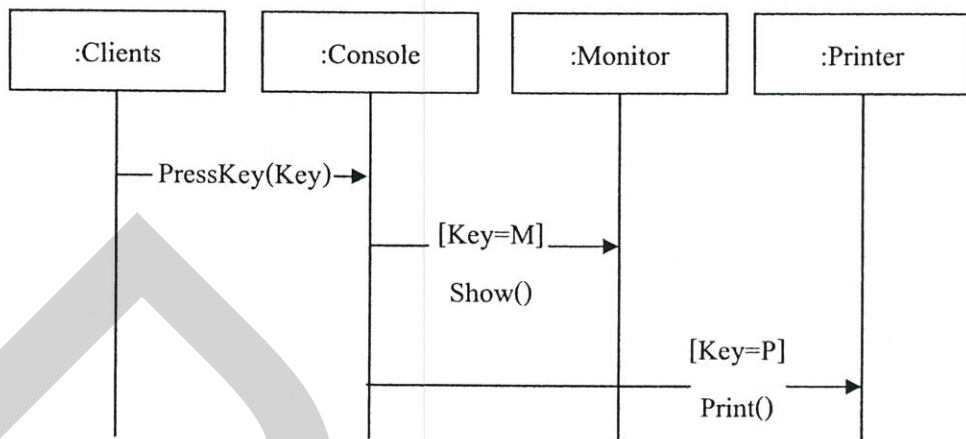 :Clients
:Console
:Monitor
:Printer
PressKey(Key)
[Key=M]
Show()
[Key=P]
Print()